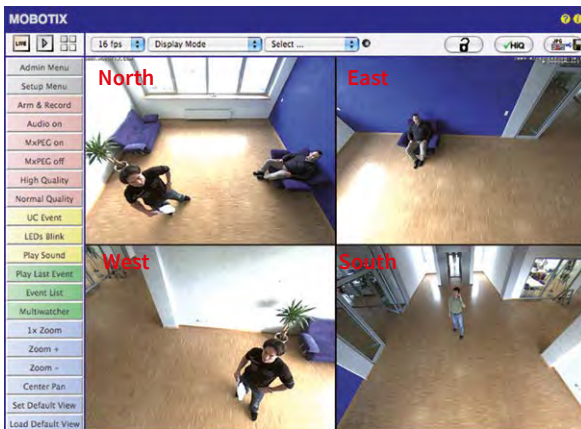 MOBOTIX
LIVE
16 fps
Display Mode
Select ...
HiQ
Admin Menu
Setup Menu
Arm & Record
Audio on
MxPEG on
MxPEG off
High Quality
Normal Quality
UC Event
LEDs Blink
Play Sound
Play Last Event
Event List
Multiwatcher
1x Zoom
Zoom +
Zoom -
Center Pan
Set Default View
Load Default View
North
East
West
South